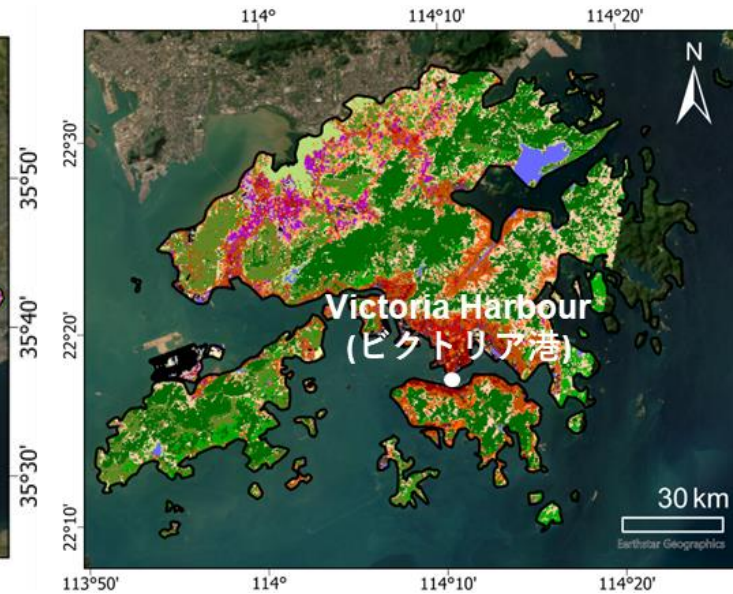 114°
114°10'
114°20'
N
35°50'
35°40'
35°30'
22°30'
22°20'
22°10'
Victoria Harbour
(ビクトリア港)
30 km
Earthstar Geographics
113°50'
114°
114°10'
114°20'